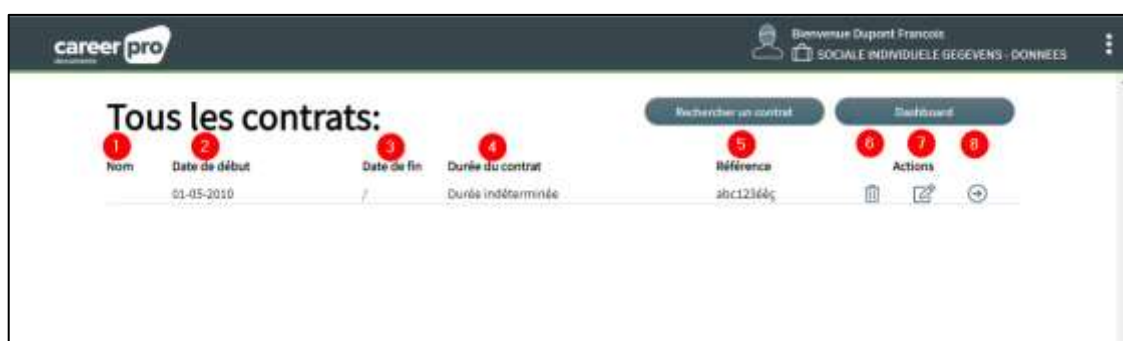 career pro
documents
Bienvenue Dupont Francois
SOCIALE INDIVIDUELE GEGEVENS - DONNEES
Tous les contrats:
Rechercher un contrat
Dashboard
1 2 3 4 5 6 7 8
Nom Date de début Date de fin Durée du contrat Référence Actions
01-05-2010 / Durée indéterminée abc123éèç